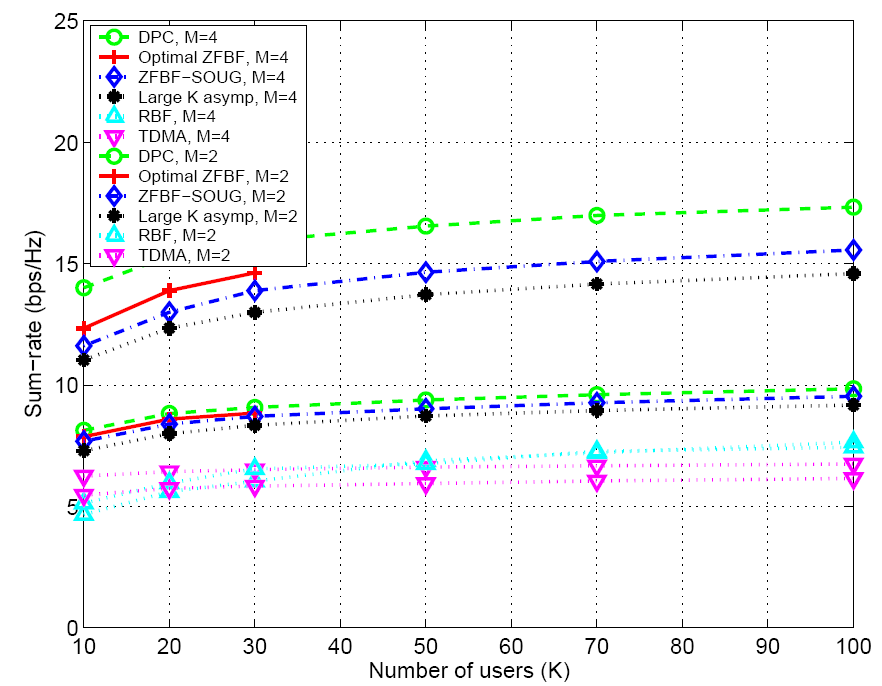 25
20
15
10
5
0
Sum−rate (bps/Hz)
DPC, M=4
Optimal ZFBF, M=4
ZFBF−SOUG, M=4
Large K asymp, M=4
RBF, M=4
TDMA, M=4
DPC, M=2
Optimal ZFBF, M=2
ZFBF−SOUG, M=2
Large K asymp, M=2
RBF, M=2
TDMA, M=2
10 20 30 40 50 60 70 80 90 100
Number of users (K)